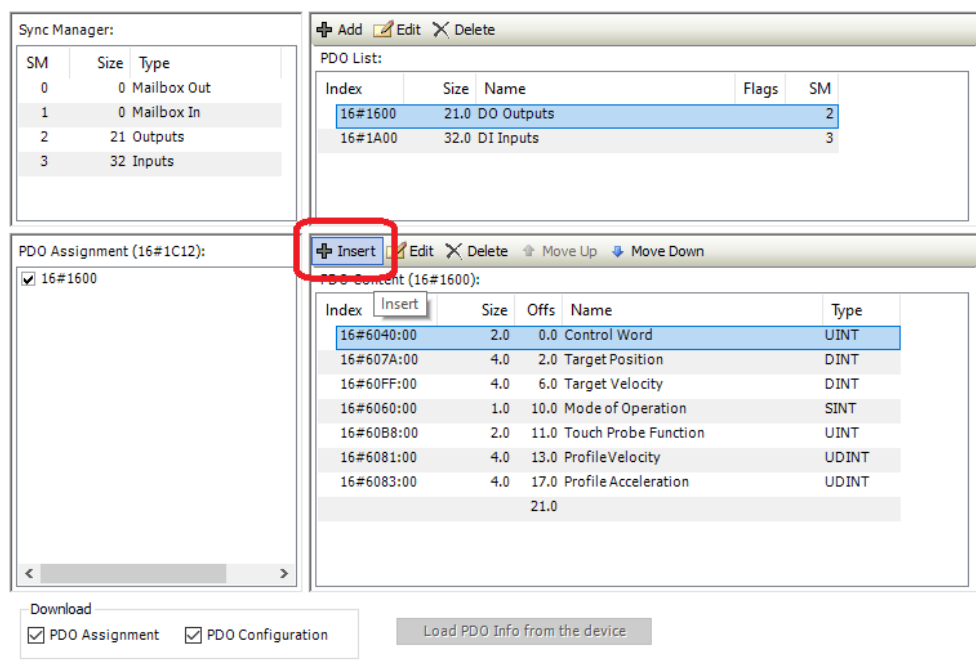 Sync Manager:
SM Size Type
0 0 Mailbox Out
1 0 Mailbox In
2 21 Outputs
3 32 Inputs
Add Edit Delete
PDO List:
Index Size Name Flags SM
16#1600 21.0 DO Outputs 2
16#1A00 32.0 DI Inputs 3
PDO Assignment (16#1C12):
16#1600
Insert Edit Delete Move Up Move Down
PDO Content (16#1600):
Insert
Index Size Offs Name Type
16#6040:00 2.0 0.0 Control Word UINT
16#607A:00 4.0 2.0 Target Position DINT
16#60FF:00 4.0 6.0 Target Velocity DINT
16#6060:00 1.0 10.0 Mode of Operation SINT
16#60B8:00 2.0 11.0 Touch Probe Function UINT
16#6081:00 4.0 13.0 ProfileVelocity UDINT
16#6083:00 4.0 17.0 Profile Acceleration UDINT
21.0
Download
PDO Assignment PDO Configuration
Load PDO Info from the device